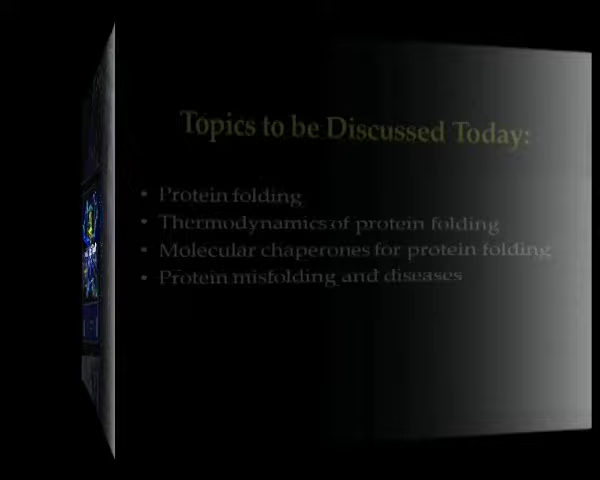 Topics to be Discussed Today:
• Protein folding
• Thermodynamics of protein folding
• Molecular chaperones for protein folding
• Protein misfolding and diseases